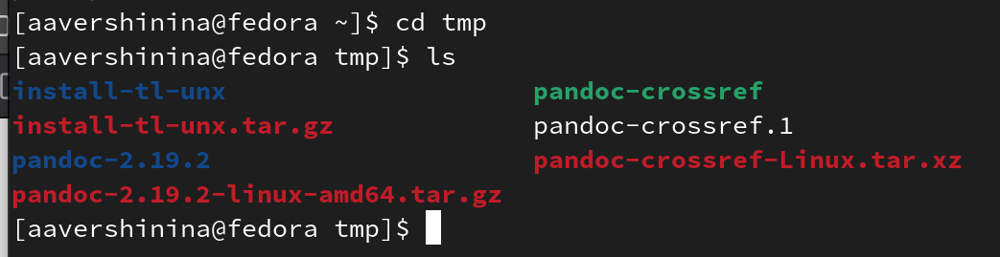 [aavershinina@fedora ~]$ cd tmp
[aavershinina@fedora tmp]$ ls
install-tl-unx pandoc-crossref
install-tl-unx.tar.gz pandoc-crossref.1
pandoc-2.19.2 pandoc-crossref-Linux.tar.xz
pandoc-2.19.2-linux-amd64.tar.gz
[aavershinina@fedora tmp]$